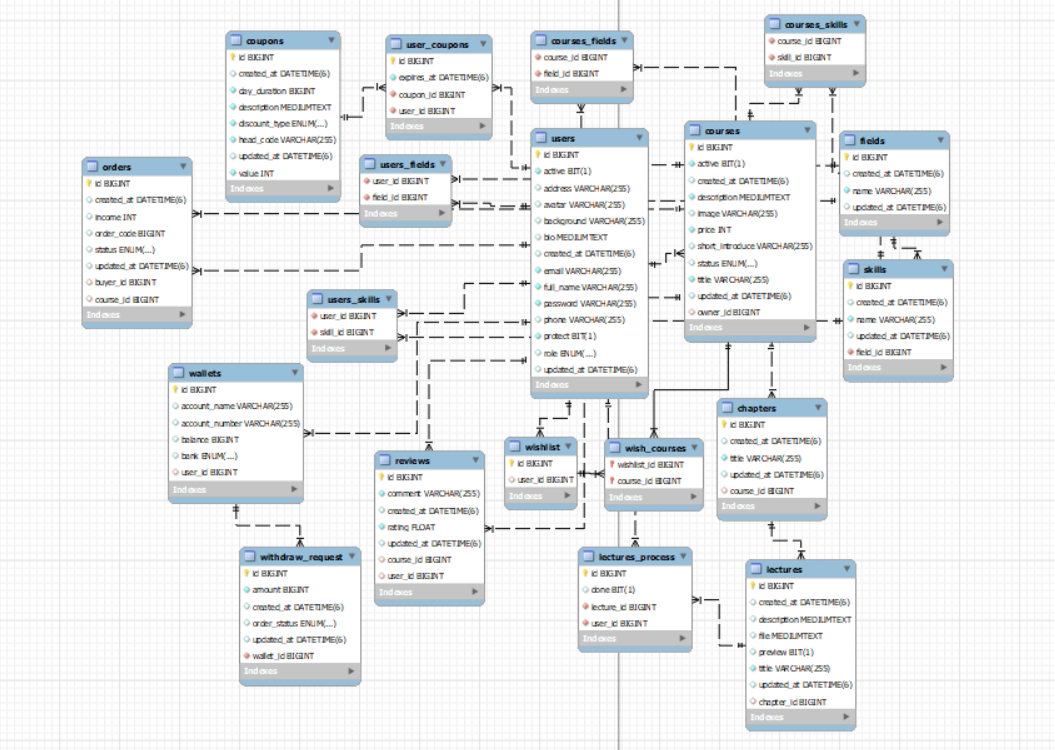 coupons
id BIGINT
created_at DATETIME(6)
day_duration BIGINT
description MEDIUMTEXT
discount_type ENUM(...)
head_code VARCHAR(255)
updated_at DATETIME(6)
value INT
Indexes
user_coupons
id BIGINT
expires_at DATETIME(6)
coupon_id BIGINT
user_id BIGINT
Indexes
courses_fields
course_id BIGINT
field_id BIGINT
Indexes
courses_skills
course_id BIGINT
skill_id BIGINT
Indexes
orders
id BIGINT
created_at DATETIME(6)
income INT
order_code BIGINT
status ENUM(...)
updated_at DATETIME(6)
buyer_id BIGINT
course_id BIGINT
Indexes
users_fields
user_id BIGINT
field_id BIGINT
Indexes
users
id BIGINT
active BIT(1)
address VARCHAR(255)
avatar VARCHAR(255)
background VARCHAR(255)
bio MEDIUMTEXT
created_at DATETIME(6)
email VARCHAR(255)
full_name VARCHAR(255)
password VARCHAR(255)
phone VARCHAR(255)
protect BIT(1)
role ENUM(...)
updated_at DATETIME(6)
Indexes
courses
id BIGINT
active BIT(1)
created_at DATETIME(6)
description MEDIUMTEXT
image VARCHAR(255)
price INT
short_introduce VARCHAR(255)
status ENUM(...)
title VARCHAR(255)
updated_at DATETIME(6)
owner_id BIGINT
Indexes
fields
id BIGINT
created_at DATETIME(6)
name VARCHAR(255)
updated_at DATETIME(6)
Indexes
skills
id BIGINT
created_at DATETIME(6)
name VARCHAR(255)
updated_at DATETIME(6)
field_id BIGINT
Indexes
users_skills
user_id BIGINT
skill_id BIGINT
Indexes
wallets
id BIGINT
account_name VARCHAR(255)
account_number VARCHAR(255)
balance BIGINT
bank ENUM(...)
user_id BIGINT
Indexes
reviews
id BIGINT
comment VARCHAR(255)
created_at DATETIME(6)
rating FLOAT
updated_at DATETIME(6)
course_id BIGINT
user_id BIGINT
Indexes
wishlist
id BIGINT
user_id BIGINT
Indexes
wish_courses
wishlist_id BIGINT
course_id BIGINT
Indexes
chapters
id BIGINT
created_at DATETIME(6)
title VARCHAR(255)
updated_at DATETIME(6)
course_id BIGINT
Indexes
withdraw_request
id BIGINT
amount BIGINT
created_at DATETIME(6)
order_status ENUM(...)
updated_at DATETIME(6)
wallet_id BIGINT
Indexes
lectures_process
id BIGINT
done BIT(1)
lecture_id BIGINT
user_id BIGINT
Indexes
lectures
id BIGINT
created_at DATETIME(6)
description MEDIUMTEXT
file MEDIUMTEXT
preview BIT(1)
title VARCHAR(255)
updated_at DATETIME(6)
chapter_id BIGINT
Indexes